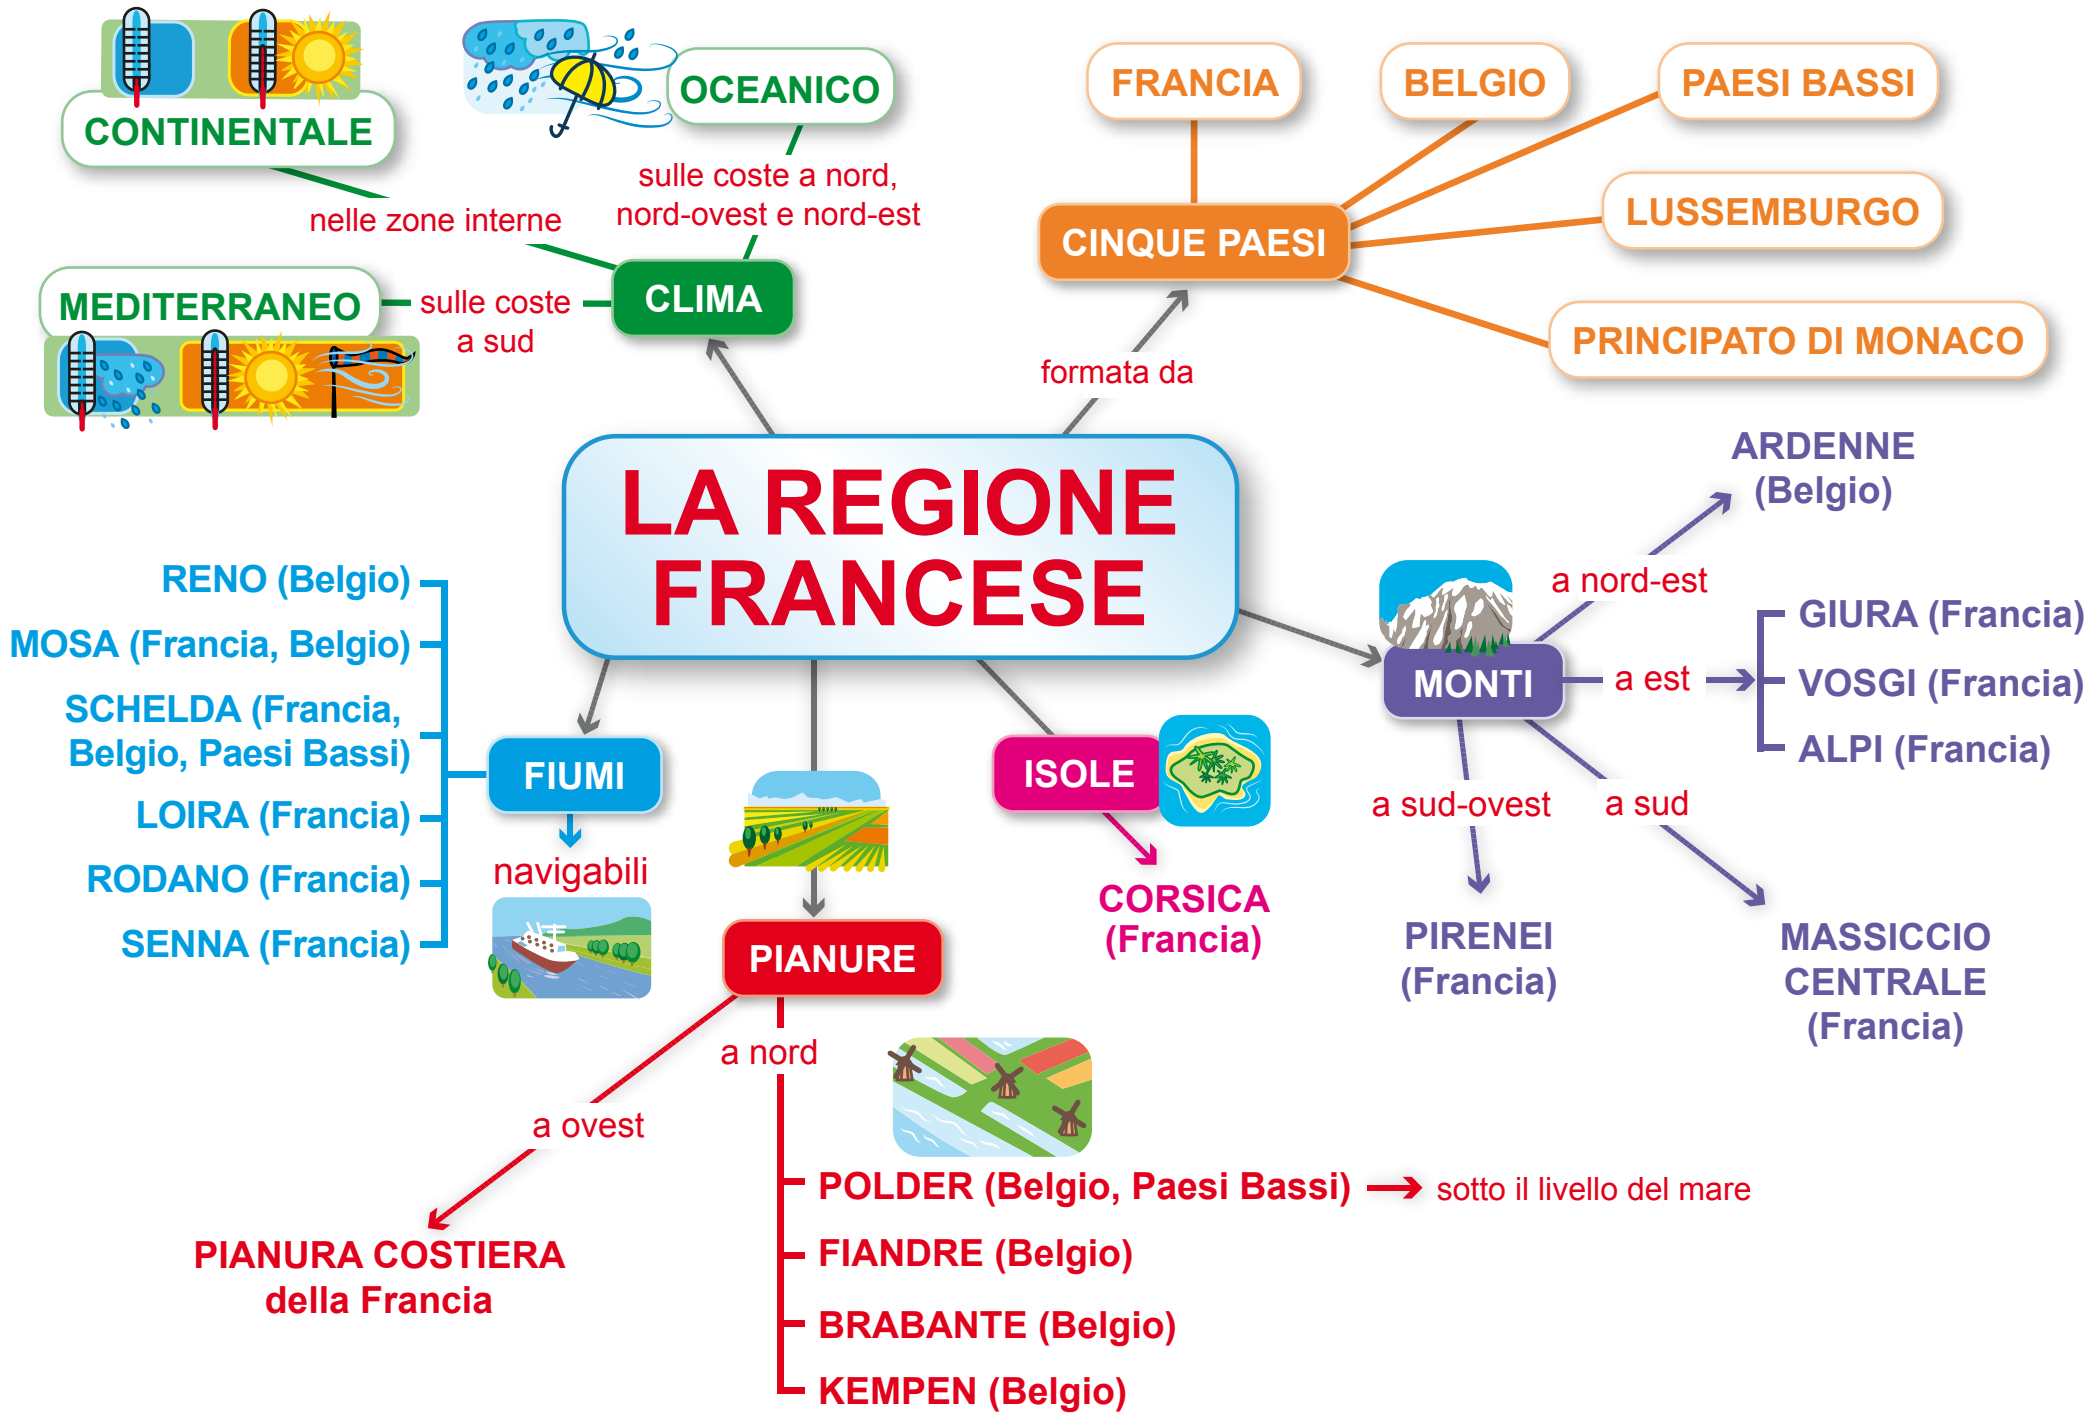 CONTINENTALE
nelle zone interne
OCEANICO
sulle coste a nord,
nord-ovest e nord-est
MEDITERRANEO
sulle coste
a sud
CLIMA
FRANCIA
BELGIO
PAESI BASSI
LUSSEMBURGO
PRINCIPATO DI MONACO
CINQUE PAESI
formata da
LA REGIONE
FRANCESE
ARDENNE
(Belgio)
a nord-est
MONTI
a est
GIURA (Francia)
VOSGI (Francia)
ALPI (Francia)
a sud-ovest
a sud
PIRENEI
(Francia)
MASSICCIO
CENTRALE
(Francia)
RENO (Belgio)
MOSA (Francia, Belgio)
SCHELDA (Francia,
Belgio, Paesi Bassi)
LOIRA (Francia)
RODANO (Francia)
SENNA (Francia)
FIUMI
navigabili
ISOLE
CORSICA
(Francia)
PIANURE
a nord
a ovest
PIANURA COSTIERA
della Francia
POLDER (Belgio, Paesi Bassi)
sotto il livello del mare
FIANDRE (Belgio)
BRABANTE (Belgio)
KEMPEN (Belgio)